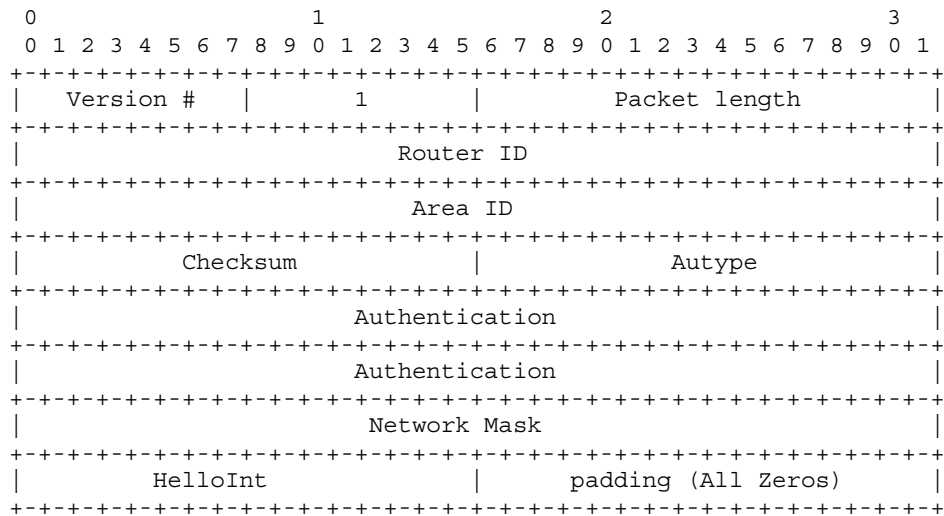 0                   1                   2                   3
0 1 2 3 4 5 6 7 8 9 0 1 2 3 4 5 6 7 8 9 0 1 2 3 4 5 6 7 8 9 0 1
+-+-+-+-+-+-+-+-+-+-+-+-+-+-+-+-+-+-+-+-+-+-+-+-+-+-+-+-+-+-+-+-+
|   Version #   |       1       |         Packet length         |
+-+-+-+-+-+-+-+-+-+-+-+-+-+-+-+-+-+-+-+-+-+-+-+-+-+-+-+-+-+-+-+-+
|                          Router ID                            |
+-+-+-+-+-+-+-+-+-+-+-+-+-+-+-+-+-+-+-+-+-+-+-+-+-+-+-+-+-+-+-+-+
|                           Area ID                             |
+-+-+-+-+-+-+-+-+-+-+-+-+-+-+-+-+-+-+-+-+-+-+-+-+-+-+-+-+-+-+-+-+
|           Checksum            |             Autype            |
+-+-+-+-+-+-+-+-+-+-+-+-+-+-+-+-+-+-+-+-+-+-+-+-+-+-+-+-+-+-+-+-+
|                       Authentication                          |
+-+-+-+-+-+-+-+-+-+-+-+-+-+-+-+-+-+-+-+-+-+-+-+-+-+-+-+-+-+-+-+-+
|                       Authentication                          |
+-+-+-+-+-+-+-+-+-+-+-+-+-+-+-+-+-+-+-+-+-+-+-+-+-+-+-+-+-+-+-+-+
|                        Network Mask                           |
+-+-+-+-+-+-+-+-+-+-+-+-+-+-+-+-+-+-+-+-+-+-+-+-+-+-+-+-+-+-+-+-+
|         HelloInt              |      padding (All Zeros)      |
+-+-+-+-+-+-+-+-+-+-+-+-+-+-+-+-+-+-+-+-+-+-+-+-+-+-+-+-+-+-+-+-+